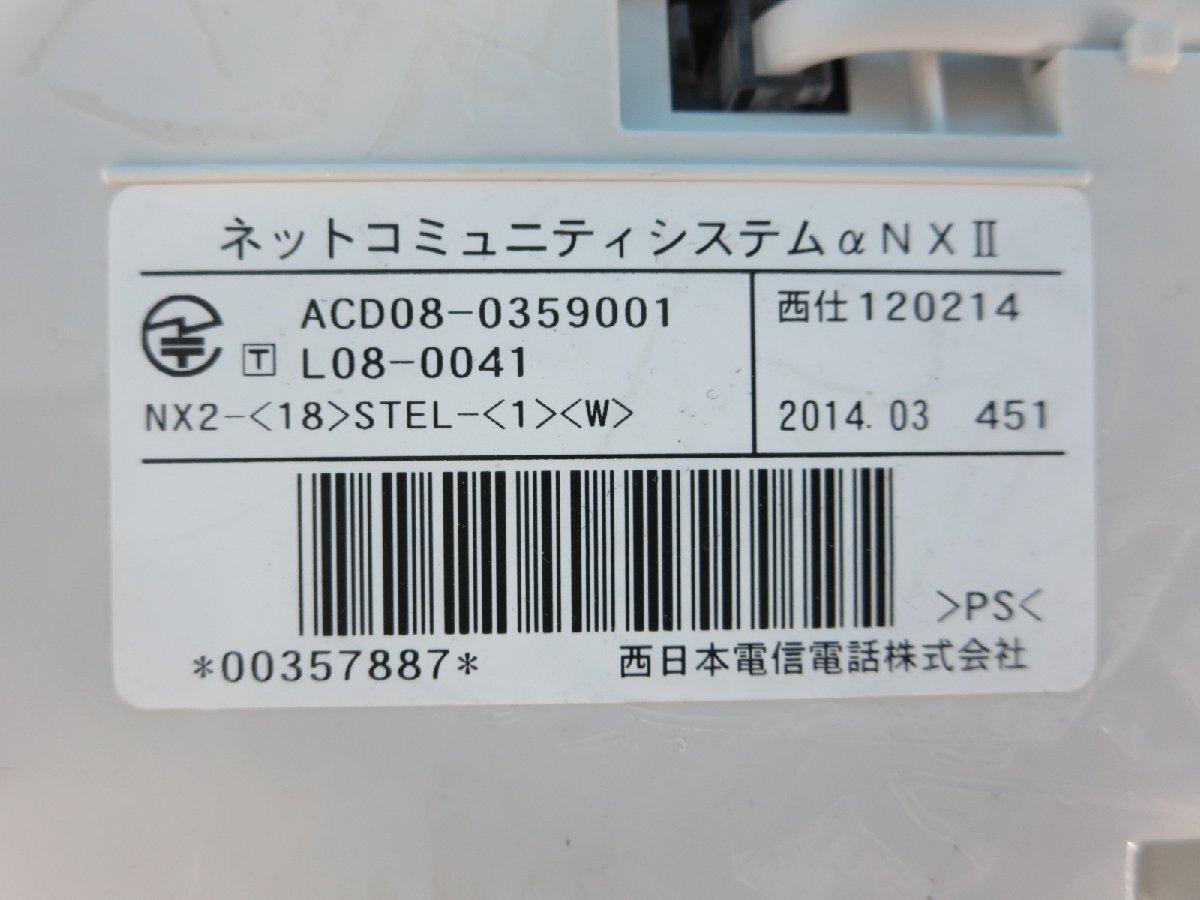 ネットコミュニティシステムαNXⅡ
ACD08-0359001
T L08-0041
NX2-<18>STEL-<1><W>
西仕120214
2014.03 451
>PS<
*00357887*
西日本電信電話株式会社